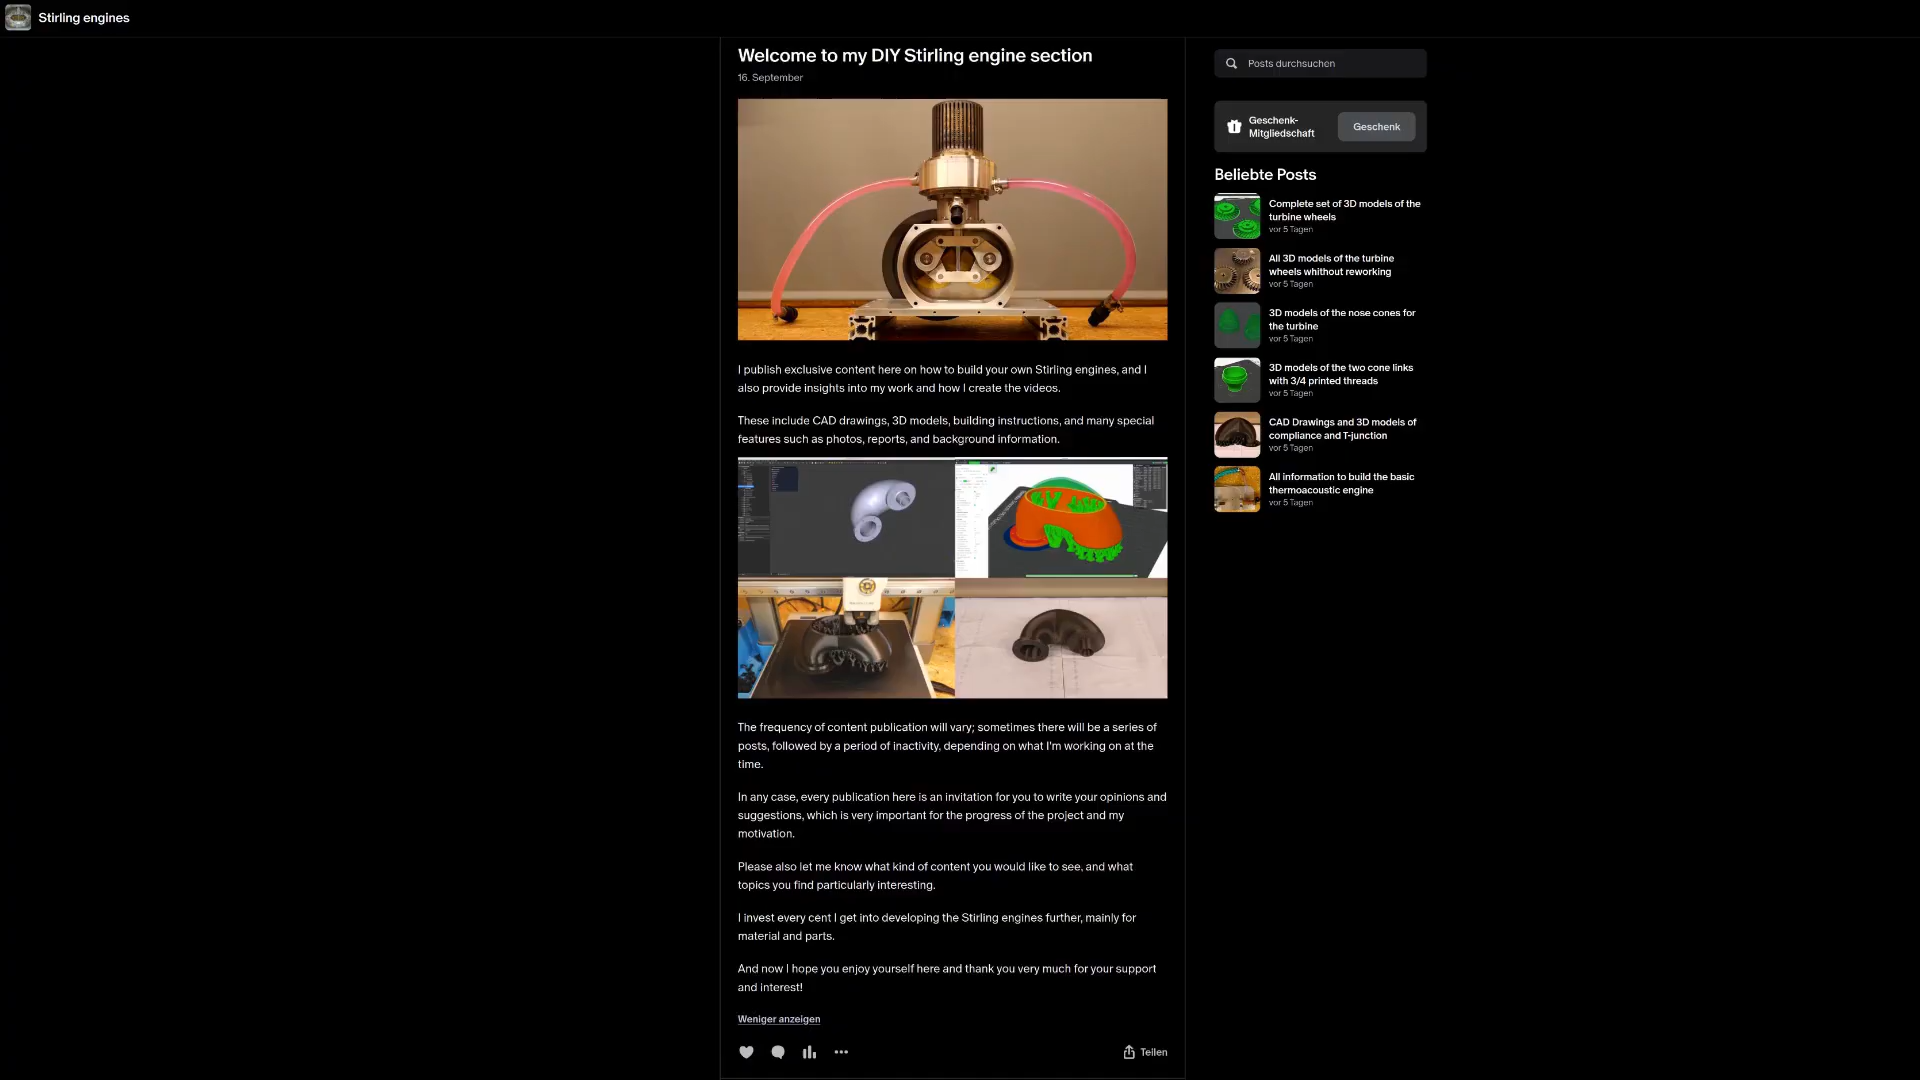 Stirling engines
Welcome to my DIY Stirling engine section
16. September
I publish exclusive content here on how to build your own Stirling engines, and I
also provide insights into my work and how I create the videos.
These include CAD drawings, 3D models, building instructions, and many special
features such as photos, reports, and background information.
The frequency of content publication will vary; sometimes there will be a series of
posts, followed by a period of inactivity, depending on what I'm working on at the
time.
In any case, every publication here is an invitation for you to write your opinions and
suggestions, which is very important for the progress of the project and my
motivation.
Please also let me know what kind of content you would like to see, and what
topics you find particularly interesting.
I invest every cent I get into developing the Stirling engines further, mainly for
material and parts.
And now I hope you enjoy yourself here and thank you very much for your support
and interest!
Weniger anzeigen
Teilen
Posts durchsuchen
Geschenk-
Mitgliedschaft
Geschenk
Beliebte Posts
Complete set of 3D models of the
turbine wheels
vor 5 Tagen
All 3D models of the turbine
wheels whithout reworking
vor 5 Tagen
3D models of the nose cones for
the turbine
vor 5 Tagen
3D models of the two cone links
with 3/4 printed threads
vor 5 Tagen
CAD Drawings and 3D models of
compliance and T-junction
vor 5 Tagen
All information to build the basic
thermoacoustic engine
vor 5 Tagen